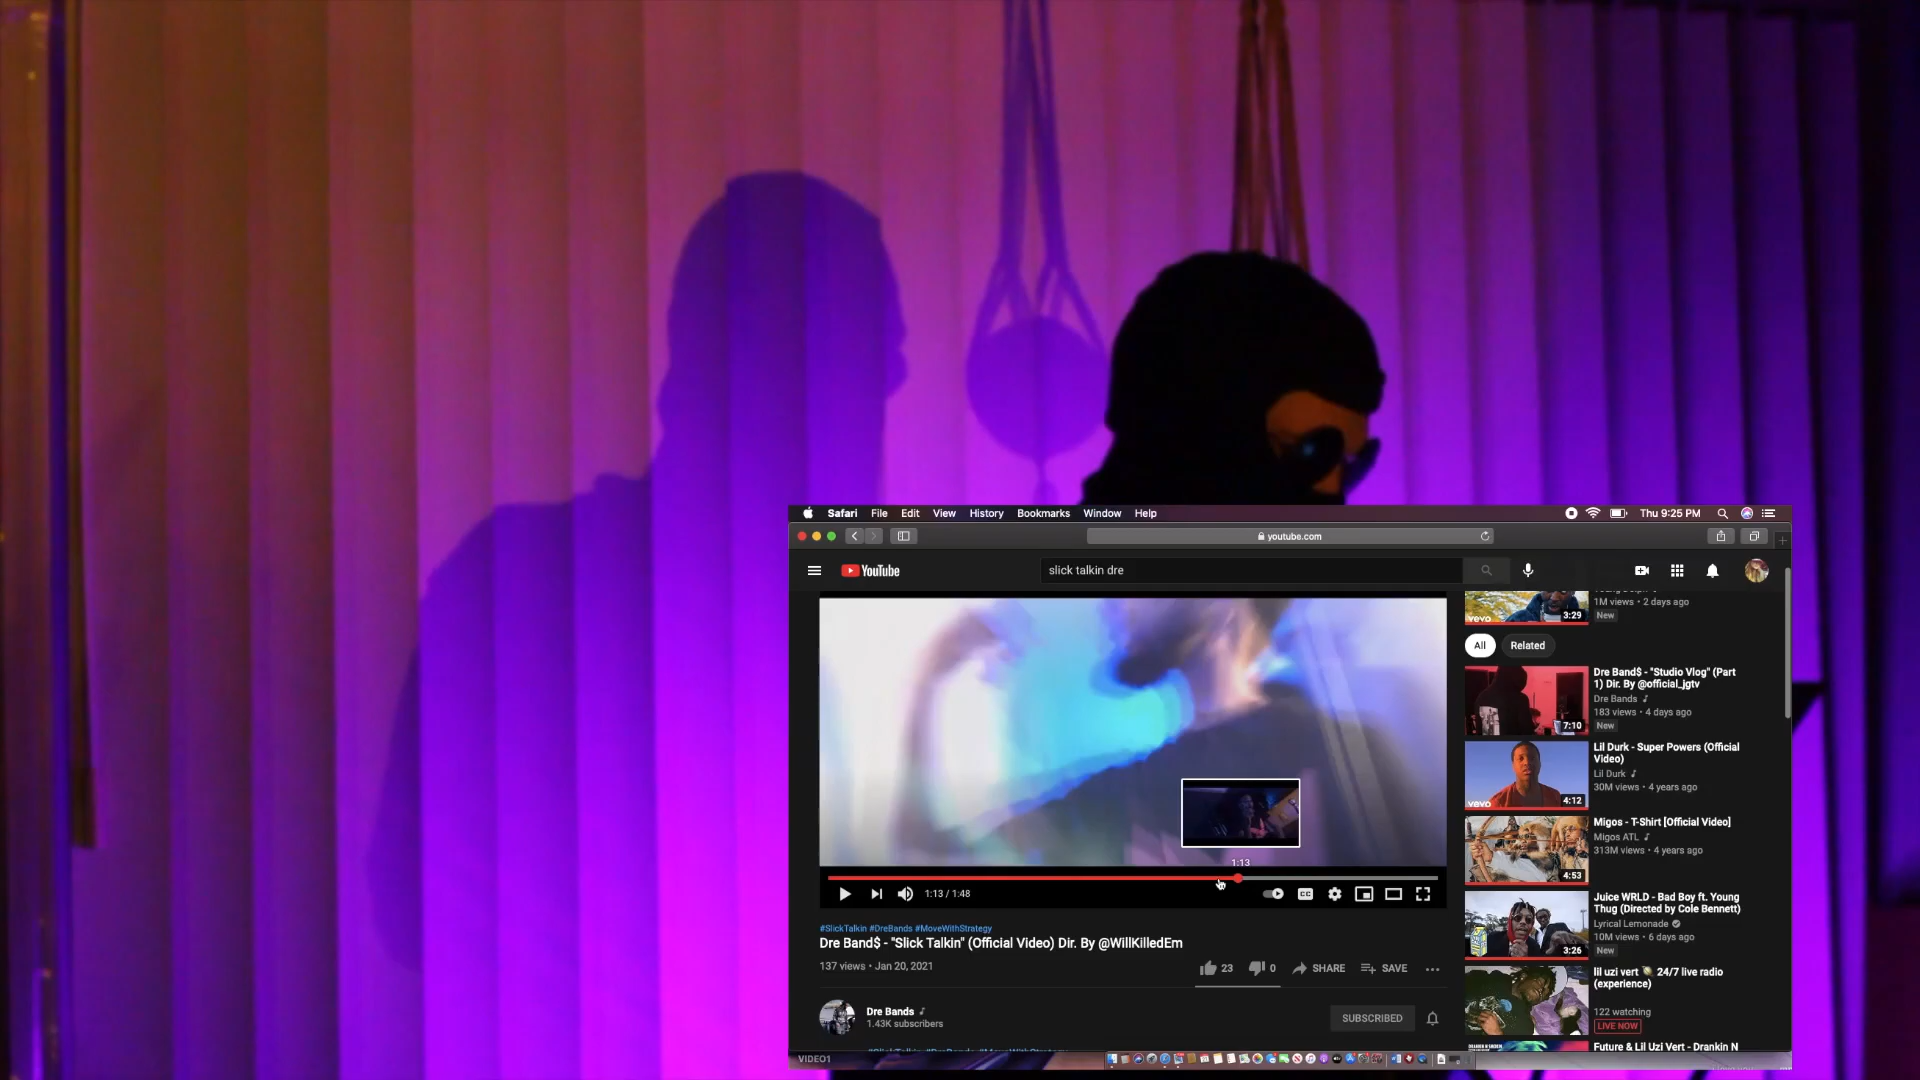 Safari File Edit View History Bookmarks Window Help
Thu 9:25 PM
youtube.com
YouTube
slick talkin dre
1M views • 2 days ago
New
vevo
3:29
All
Related
Dre Band$ - "Studio Vlog" (Part
1) Dir. By @official_jgtv
Dre Bands
183 views • 4 days ago
New
7:10
Lil Durk - Super Powers (Official
Video)
Lil Durk
30M views • 4 years ago
vevo
4:12
Migos - T-Shirt [Official Video]
Migos ATL
313M views • 4 years ago
4:53
Juice WRLD - Bad Boy ft. Young
Thug (Directed by Cole Bennett)
Lyrical Lemonade
10M views • 6 days ago
New
3:26
lil uzi vert 24/7 live radio
(experience)
122 watching
LIVE NOW
Future & Lil Uzi Vert - Drankin N
1:13
1:13 / 1:48
CC
#SlickTalkin #DreBands #MoveWithStrategy
Dre Band$ - "Slick Talkin" (Official Video) Dir. By @WillKilledEm
137 views • Jan 20, 2021
23 0 SHARE SAVE
Dre Bands
1.43K subscribers
SUBSCRIBED
#SlickTalkin #DreBands #MoveWithStrategy
VIDEO1